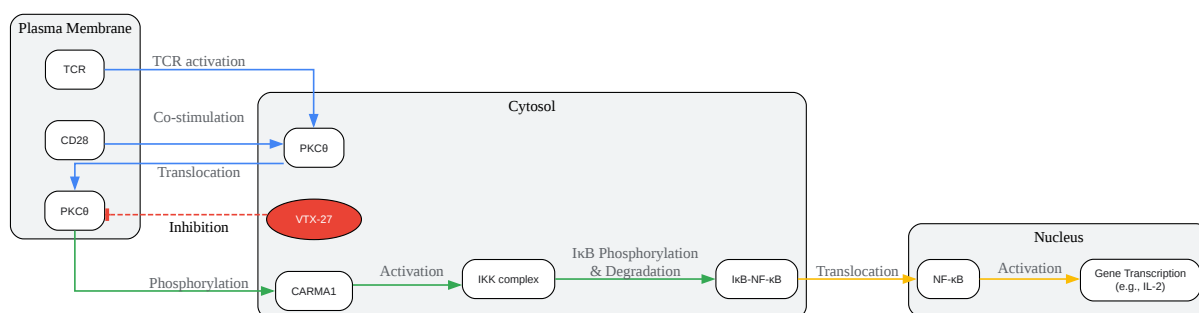 Plasma Membrane
TCR
TCR activation
Cytosol
Co-stimulation
CD28
PKCθ
Translocation
PKCθ
VTX-27
Inhibition
Nucleus
IκB Phosphorylation
& Degradation
Activation
Translocation
Activation
Phosphorylation
CARMA1
IKK complex
IκB-NF-κB
NF-κB
Gene Transcription
(e.g., IL-2)